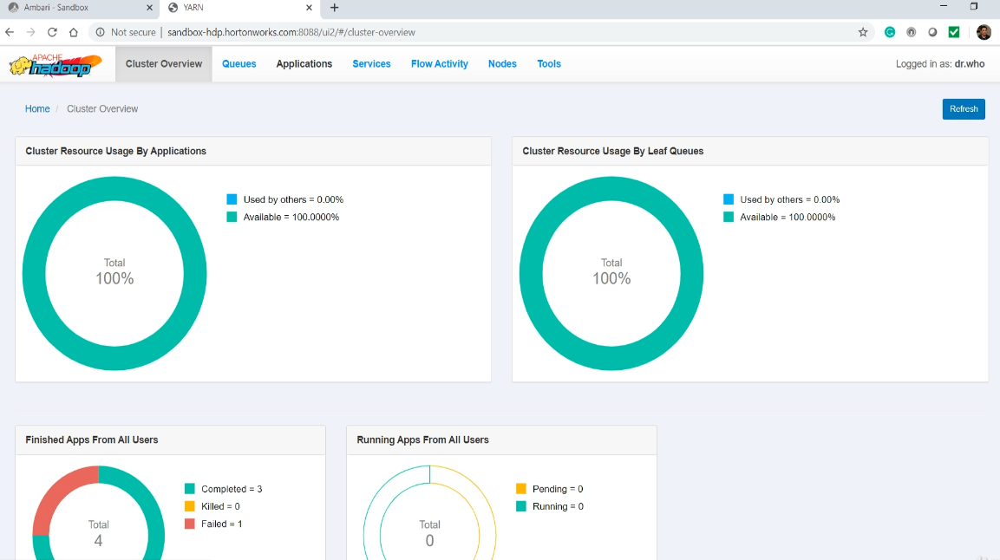 Ambari - Sandbox
YARN
Not secure | sandbox-hdp.hortonworks.com:8088/ui2/#/cluster-overview
APACHE
hadoop
Cluster Overview Queues Applications Services Flow Activity Nodes Tools Logged in as: dr.who
Home / Cluster Overview
Refresh
Cluster Resource Usage By Applications
Used by others = 0.00%
Available = 100.0000%
Total
100%
Cluster Resource Usage By Leaf Queues
Used by others = 0.00%
Available = 100.0000%
Total
100%
Finished Apps From All Users
Completed = 3
Killed = 0
Failed = 1
Total
4
Running Apps From All Users
Pending = 0
Running = 0
Total
0